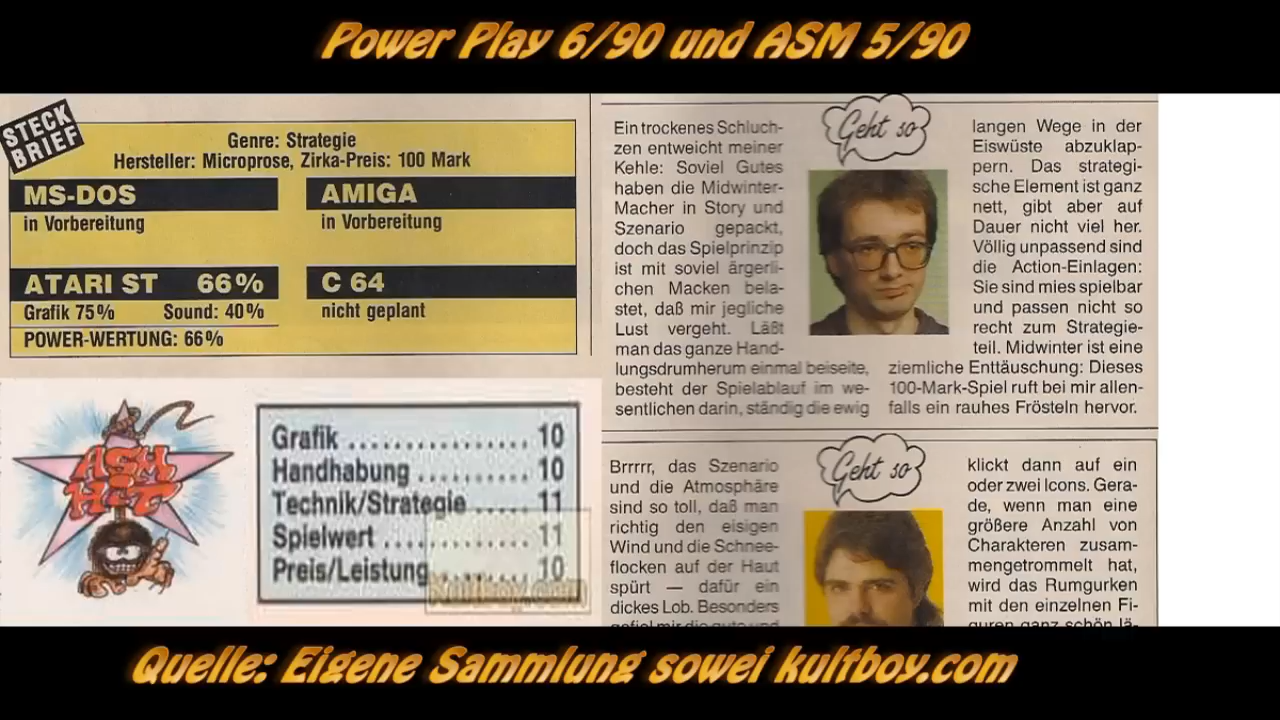 Power Play 6/90 und ASM 5/90
STECK
BRIEF
Genre: Strategie
Hersteller: Microprose, Zirka-Preis: 100 Mark
MS-DOS
in Vorbereitung
AMIGA
in Vorbereitung
ATARI ST 66%
Grafik 75% Sound: 40%
POWER-WERTUNG: 66%
C 64
nicht geplant
ASM
HIT
Grafik ................ 10
Handhabung .......... 10
Technik/Strategie ..... 11
Spielwert .............. 11
Preis/Leistung ........ 10
Kultboy.com
Geht so
Ein trockenes Schluch-
zen entweicht meiner
Kehle: Soviel Gutes
haben die Midwinter-
Macher in Story und
Szenario gepackt,
doch das Spielprinzip
ist mit soviel ärgerli-
chen Macken bela-
stet, daß mir jegliche
Lust vergeht. Läßt
man das ganze Hand-
lungsdrumherum einmal beiseite,
besteht der Spielablauf im we-
sentlichen darin, ständig die ewig
langen Wege in der
Eiswüste abzuklap-
pern. Das strategi-
sche Element ist ganz
nett, gibt aber auf
Dauer nicht viel her.
Völlig unpassend sind
die Action-Einlagen:
Sie sind mies spielbar
und passen nicht so
recht zum Strategie-
teil. Midwinter ist eine
ziemliche Enttäuschung: Dieses
100-Mark-Spiel ruft bei mir allen-
falls ein rauhes Frösteln hervor.
Geht so
Brrrrr, das Szenario
und die Atmosphäre
sind so toll, daß man
richtig den eisigen
Wind und die Schnee-
flocken auf der Haut
spürt — dafür ein
dickes Lob. Besonders
gefiel mir die gute und
klickt dann auf ein
oder zwei Icons. Gera-
de, wenn man eine
größere Anzahl von
Charakteren zusam-
mengetrommelt hat,
wird das Rumgurken
mit den einzelnen Fi-
guren ganz schön lä-
Quelle: Eigene Sammlung sowei kultboy.com